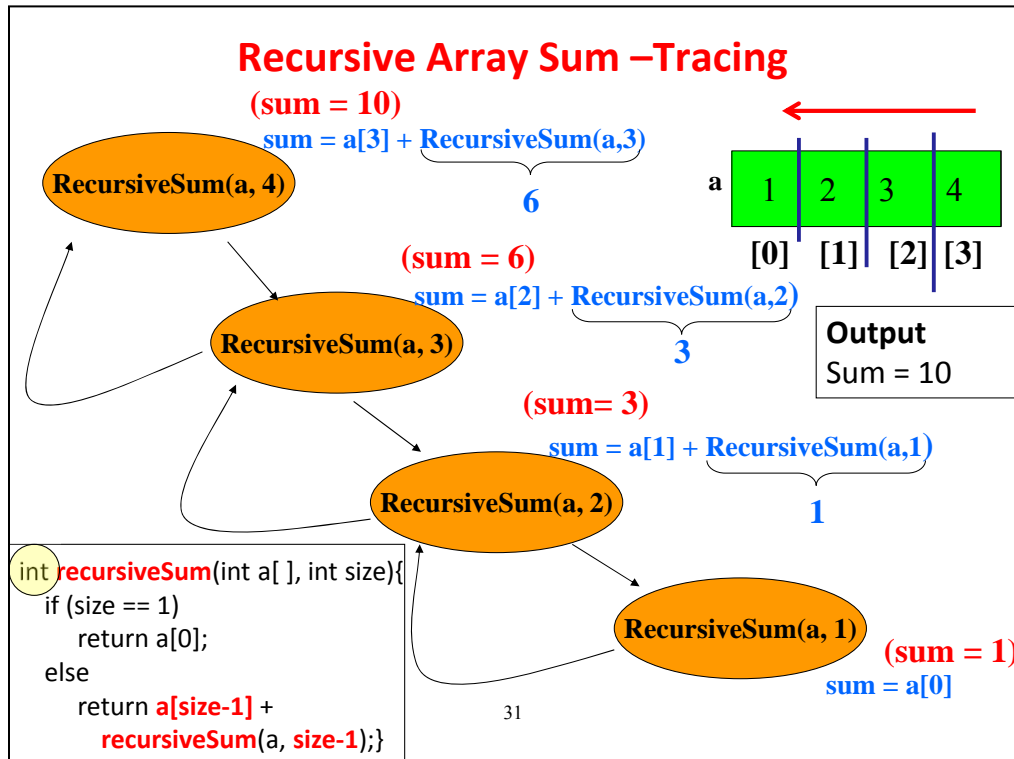 Recursive Array Sum –Tracing
(sum = 10)
sum = a[3] + RecursiveSum(a,3)
6
RecursiveSum(a, 4)
a 1 2 3 4
[0] [1] [2] [3]
(sum = 6)
sum = a[2] + RecursiveSum(a,2)
3
RecursiveSum(a, 3)
Output
Sum = 10
(sum= 3)
sum = a[1] + RecursiveSum(a,1)
1
RecursiveSum(a, 2)
RecursiveSum(a, 1)
(sum = 1)
sum = a[0]
int recursiveSum(int a[ ], int size){
if (size == 1)
return a[0];
else
return a[size-1] +
recursiveSum(a, size-1);}
31